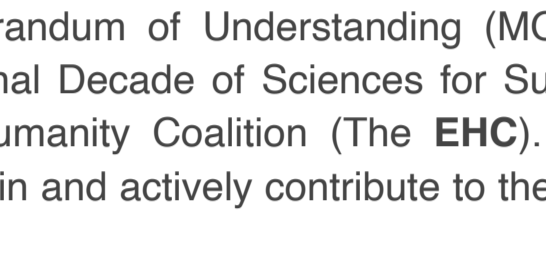 randum of Understanding (MO
nal Decade of Sciences for Su
umanity Coalition (The EHC).
in and actively contribute to the